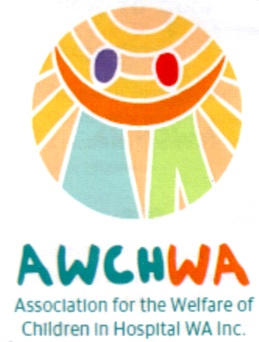 AWCHWA
Association for the Welfare of
Children in Hospital WA Inc.